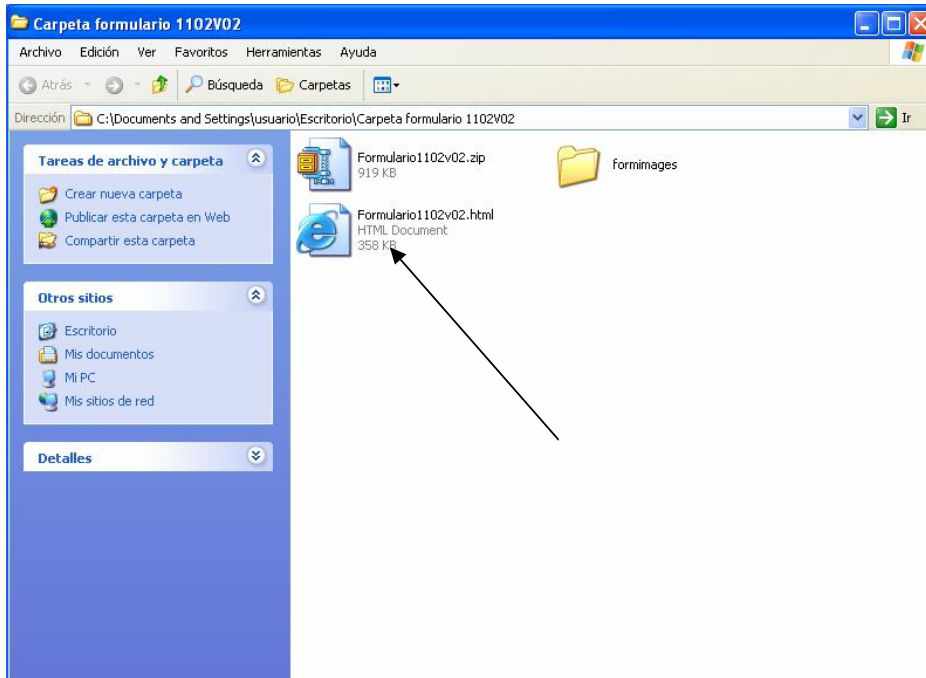 Carpeta formulario 1102V02
Archivo Edición Ver Favoritos Herramientas Ayuda
Atrás Búsqueda Carpetas
Dirección C:\Documents and Settings\usuario\Escritorio\Carpeta formulario 1102V02 Ir
Tareas de archivo y carpeta
Crear nueva carpeta
Publicar esta carpeta en Web
Compartir esta carpeta
Otros sitios
Escritorio
Mis documentos
Mi PC
Mis sitios de red
Detalles
Formulario1102v02.zip
919 KB
formimages
Formulario1102v02.html
HTML Document
358 KB